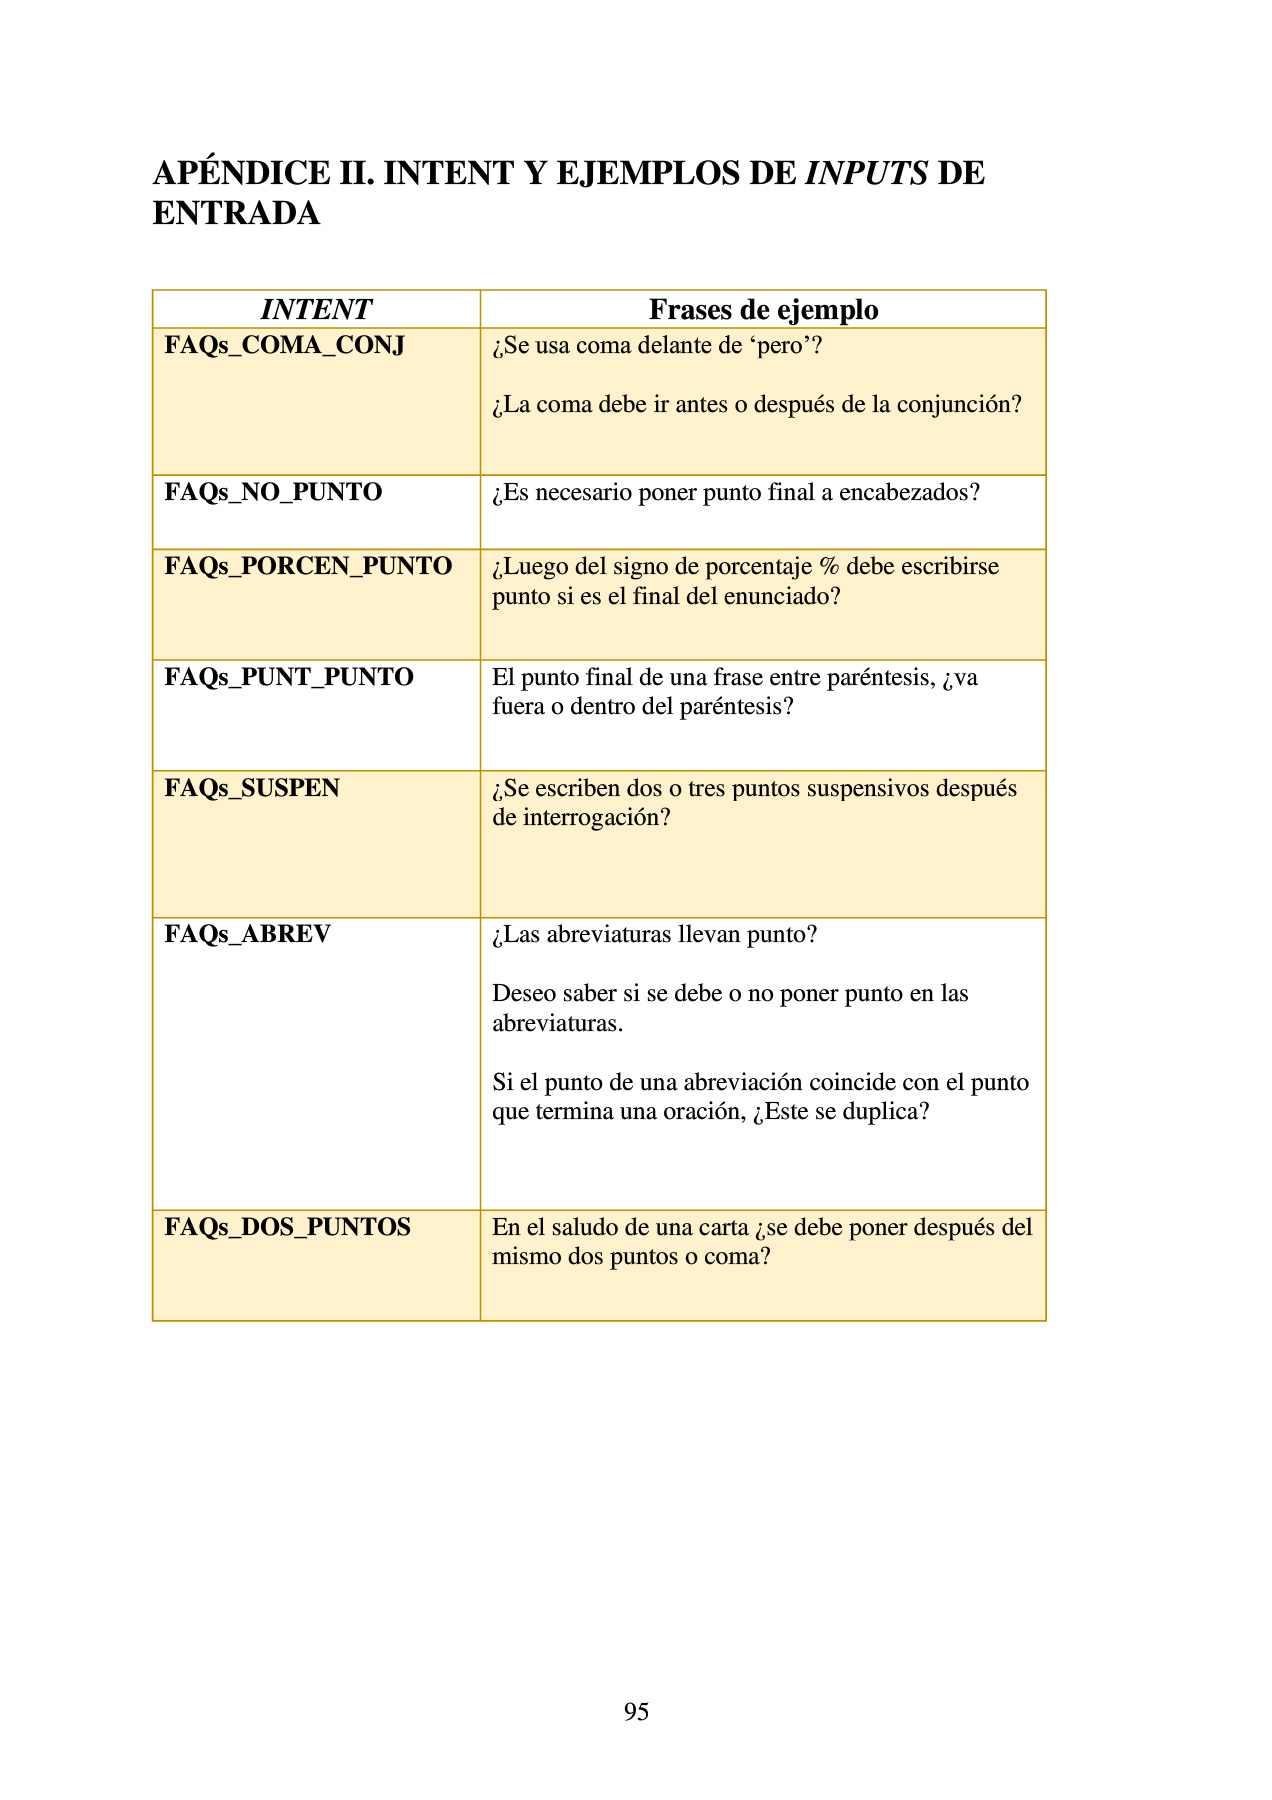 APÉNDICE II. INTENT Y EJEMPLOS DE INPUTS DE
ENTRADA
INTENT
Frases de ejemplo
FAQs_COMA_CONJ
¿Se usa coma delante de ‘pero’?
¿La coma debe ir antes o después de la conjunción?
FAQs_NO_PUNTO
¿Es necesario poner punto final a encabezados?
FAQs_PORCEN_PUNTO
¿Luego del signo de porcentaje % debe escribirse
punto si es el final del enunciado?
FAQs_PUNT_PUNTO
El punto final de una frase entre paréntesis, ¿va
fuera o dentro del paréntesis?
FAQs_SUSPEN
¿Se escriben dos o tres puntos suspensivos después
de interrogación?
FAQs_ABREV
¿Las abreviaturas llevan punto?
Deseo saber si se debe o no poner punto en las
abreviaturas.
Si el punto de una abreviación coincide con el punto
que termina una oración, ¿Este se duplica?
FAQs_DOS_PUNTOS
En el saludo de una carta ¿se debe poner después del
mismo dos puntos o coma?
95